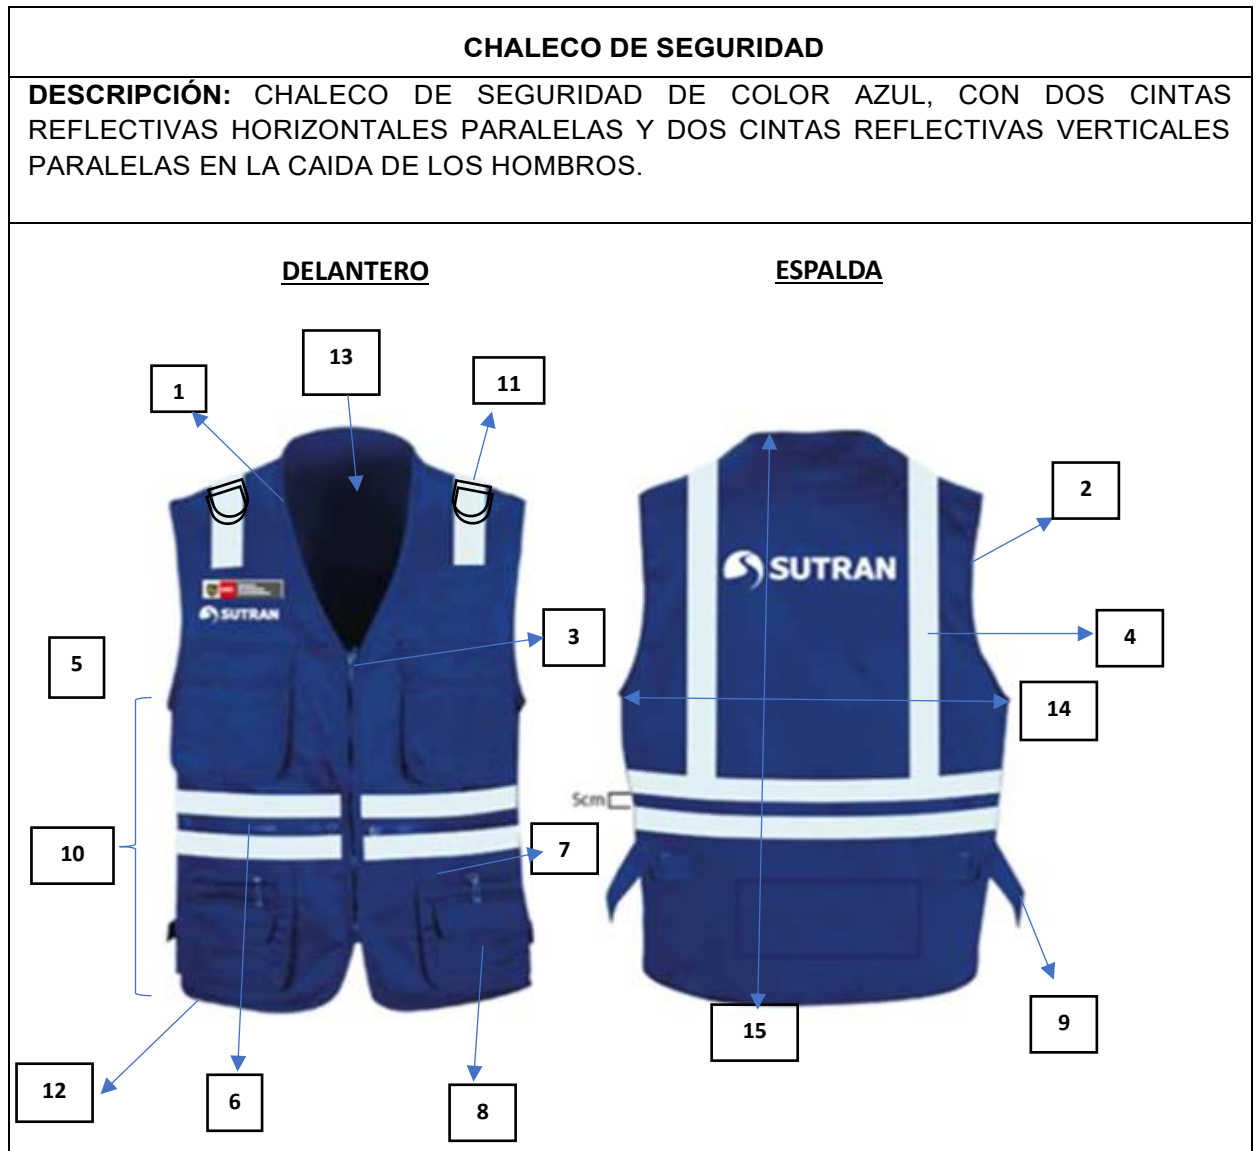 CHALECO DE SEGURIDAD
DESCRIPCIÓN: CHALECO DE SEGURIDAD DE COLOR AZUL, CON DOS CINTAS
REFLECTIVAS HORIZONTALES PARALELAS Y DOS CINTAS REFLECTIVAS VERTICALES
PARALELAS EN LA CAIDA DE LOS HOMBROS.
DELANTERO
ESPALDA
13
1
11
2
SUTRAN
SUTRAN
3
4
5
14
5cm
10
7
15
9
12
6
8